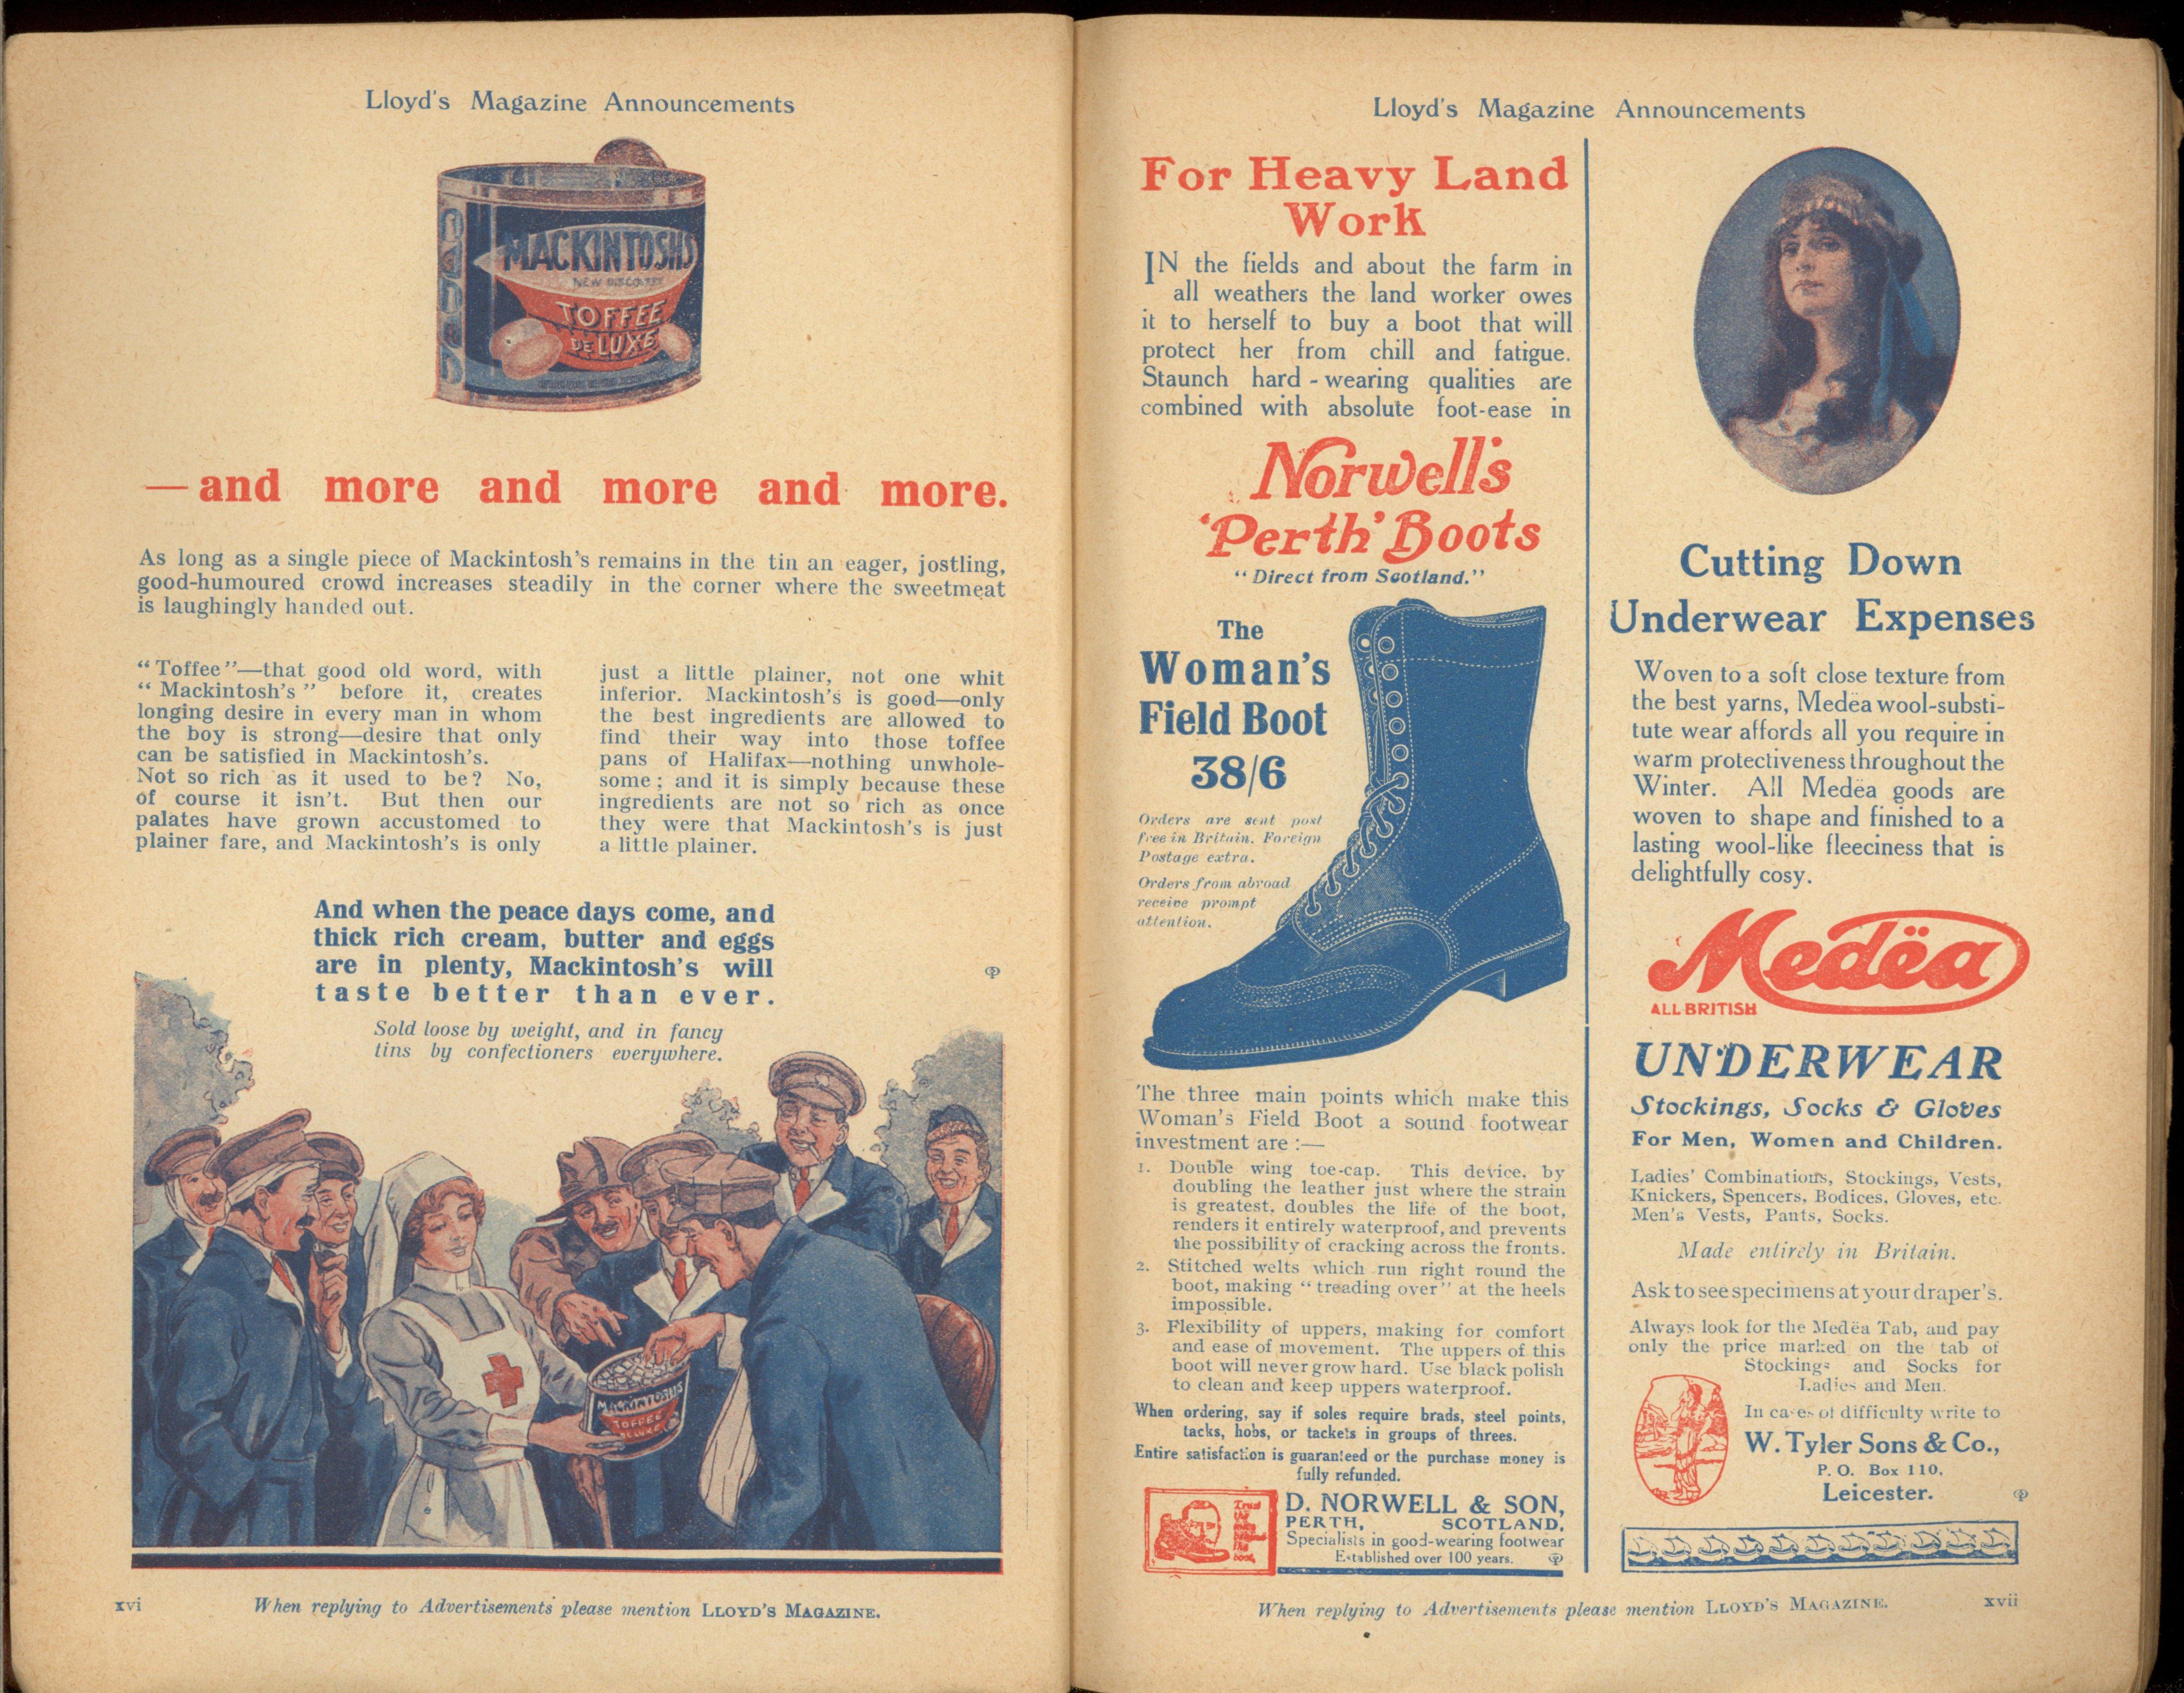 Lloyd's Magazine Announcements
MACKINTOSH'S
NEW DISCOVERY
TOFFEE
DE LUXE
—and more and more and more.
As long as a single piece of Mackintosh's remains in the tin an eager, jostling,
good-humoured crowd increases steadily in the corner where the sweetmeat
is laughingly handed out.
"Toffee"—that good old word, with
"Mackintosh's" before it, creates
longing desire in every man in whom
the boy is strong—desire that only
can be satisfied in Mackintosh's.
Not so rich as it used to be? No,
of course it isn't. But then our
palates have grown accustomed to
plainer fare, and Mackintosh's is only
just a little plainer, not one whit
inferior. Mackintosh's is good—only
the best ingredients are allowed to
find their way into those toffee
pans of Halifax—nothing unwhole-
some; and it is simply because these
ingredients are not so rich as once
they were that Mackintosh's is just
a little plainer.
And when the peace days come, and
thick rich cream, butter and eggs
are in plenty, Mackintosh's will
taste better than ever.
Sold loose by weight, and in fancy
tins by confectioners everywhere.
MACKINTOSH'S
TOFFEE
DE LUXE
xvi
When replying to Advertisements please mention LLOYD'S MAGAZINE.
Lloyd's Magazine Announcements
For Heavy Land
Work
IN the fields and about the farm in
all weathers the land worker owes
it to herself to buy a boot that will
protect her from chill and fatigue.
Staunch hard-wearing qualities are
combined with absolute foot-ease in
Norwell's
'Perth' Boots
"Direct from Scotland."
The
Woman's
Field Boot
38/6
Orders are sent post
free in Britain. Foreign
Postage extra.
Orders from abroad
receive prompt
attention.
The three main points which make this
Woman's Field Boot a sound footwear
investment are:—
1. Double wing toe-cap. This device, by
doubling the leather just where the strain
is greatest, doubles the life of the boot,
renders it entirely waterproof, and prevents
the possibility of cracking across the fronts.
2. Stitched welts which run right round the
boot, making "treading over" at the heels
impossible.
3. Flexibility of uppers, making for comfort
and ease of movement. The uppers of this
boot will never grow hard. Use black polish
to clean and keep uppers waterproof.
When ordering, say if soles require brads, steel points,
tacks, hobs, or tackets in groups of threes.
Entire satisfaction is guaranteed or the purchase money is
fully refunded.
D. NORWELL & SON,
PERTH, SCOTLAND,
Specialists in good-wearing footwear
Established over 100 years.
Cutting Down
Underwear Expenses
Woven to a soft close texture from
the best yarns, Medëa wool-substi-
tute wear affords all you require in
warm protectiveness throughout the
Winter. All Medëa goods are
woven to shape and finished to a
lasting wool-like fleeciness that is
delightfully cosy.
Medëa
ALL BRITISH
UNDERWEAR
Stockings, Socks & Gloves
For Men, Women and Children.
Ladies' Combinations, Stockings, Vests,
Knickers, Spencers, Bodices, Gloves, etc.
Men's Vests, Pants, Socks.
Made entirely in Britain.
Ask to see specimens at your draper's.
Always look for the Medëa Tab, and pay
only the price marked on the tab of
Stockings and Socks for
Ladies and Men.
In cases of difficulty write to
W. Tyler Sons & Co.,
P. O. Box 110,
Leicester.
When replying to Advertisements please mention LLOYD'S MAGAZINE.
xvii